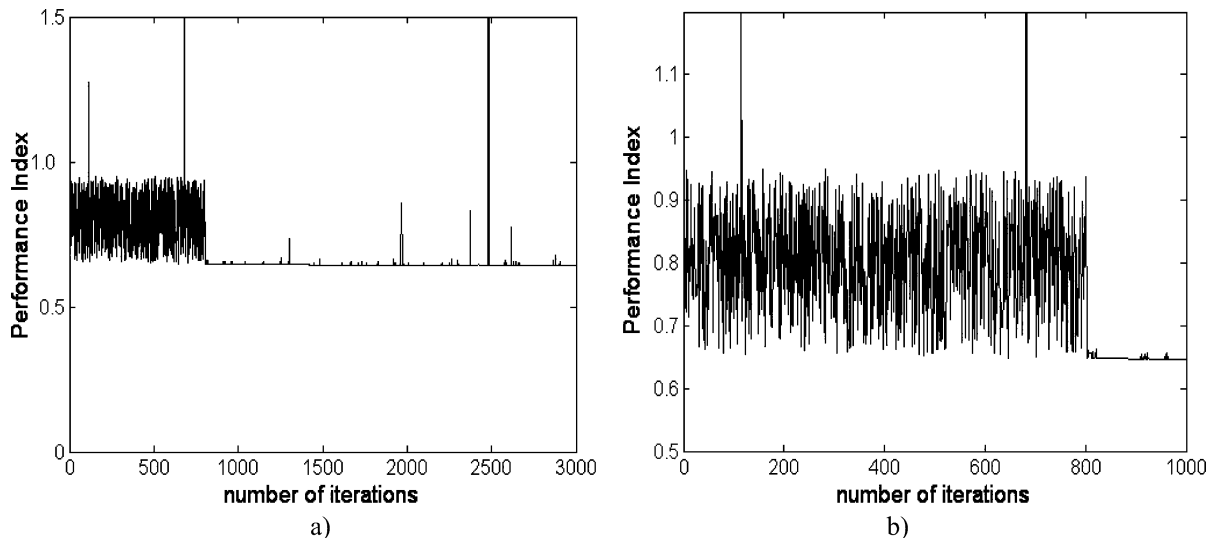 1.5
1.0
0.5
0
Performance Index
0 500 1000 1500 2000 2500 3000
number of iterations
a)
1.1
1
0.9
0.8
0.7
0.6
0.5
Performance Index
0 200 400 600 800 1000
number of iterations
b)